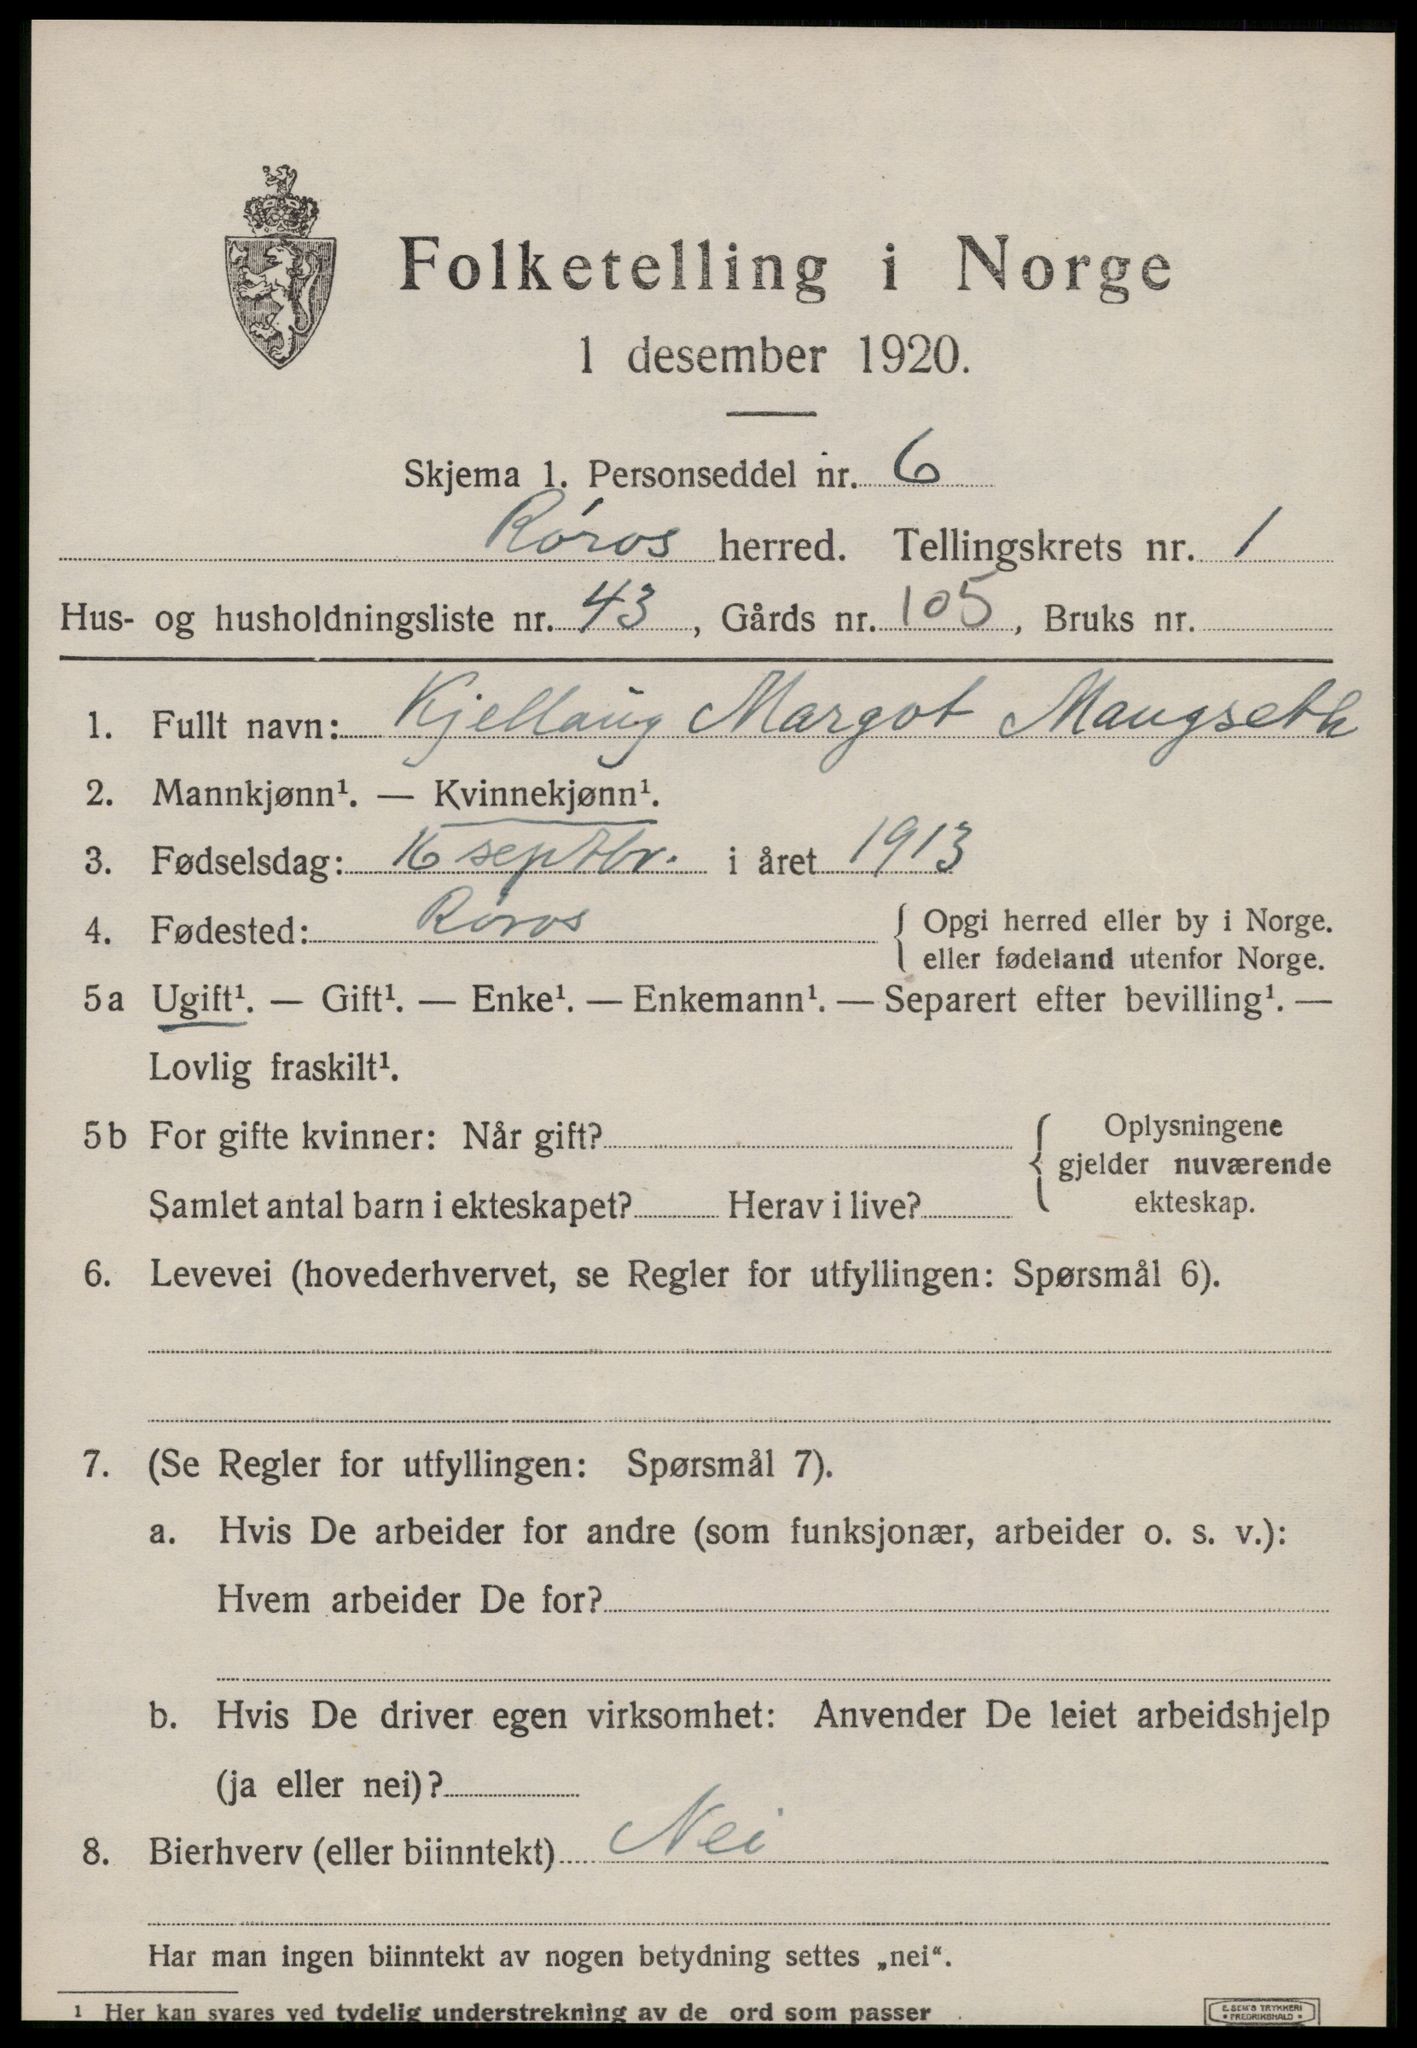 Folketelling i Norge
1 desember 1920.
Skjema 1. Personseddel nr. 6
Røros herred. Tellingskrets nr. 1
Hus- og husholdningsliste nr. 43, Gårds nr. 105, Bruks nr.
1. Fullt navn: Kjellaug Margot Maugseth
2. Mannkjønn¹. — Kvinnekjønn¹.
3. Fødselsdag: 16 septbr. i året 1913
4. Fødested: Røros { Opgi herred eller by i Norge.
eller fødeland utenfor Norge.
5a Ugift¹. — Gift¹. — Enke¹. — Enkemann¹. — Separert efter bevilling¹. —
Lovlig fraskilt¹.
5b For gifte kvinner: Når gift?
Samlet antal barn i ekteskapet? Herav i live?
{ Oplysningene
gjelder nuværende
ekteskap.
6. Levevei (hovederhvervet, se Regler for utfyllingen: Spørsmål 6).
7. (Se Regler for utfyllingen: Spørsmål 7).
a. Hvis De arbeider for andre (som funksjonær, arbeider o. s. v.):
Hvem arbeider De for?
b. Hvis De driver egen virksomhet: Anvender De leiet arbeidshjelp
(ja eller nei)?
8. Bierhverv (eller biinntekt) Nei
Har man ingen biinntekt av nogen betydning settes „nei“.
¹ Her kan svares ved tydelig understrekning av de ord som passer
E. SEM'S TRYKKERI
• FREDRIKSHALD •